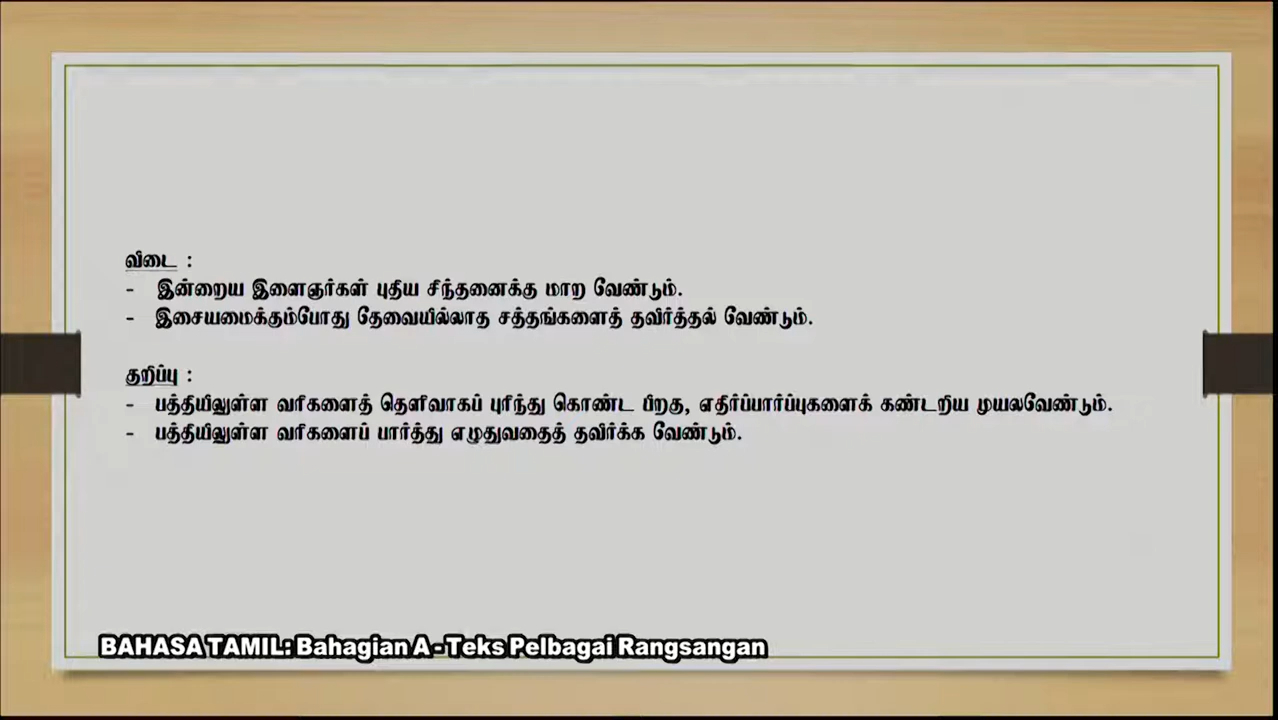 விடை :
- இன்றைய இளைஞர்கள் புதிய சிந்தனைக்கு மாற வேண்டும்.
- இசையமைக்கும்போது தேவையில்லாத சத்தங்களைத் தவிர்த்தல் வேண்டும்.
குறிப்பு :
- பத்தியிலுள்ள வரிகளைத் தெளிவாகப் புரிந்து கொண்ட பிறகு, எதிர்ப்பார்ப்புகளைக் கண்டறிய முயலவேண்டும்.
- பத்தியிலுள்ள வரிகளைப் பார்த்து எழுதுவதைத் தவிர்க்க வேண்டும்.
BAHASA TAMIL: Bahagian A - Teks Pelbagai Rangsangan